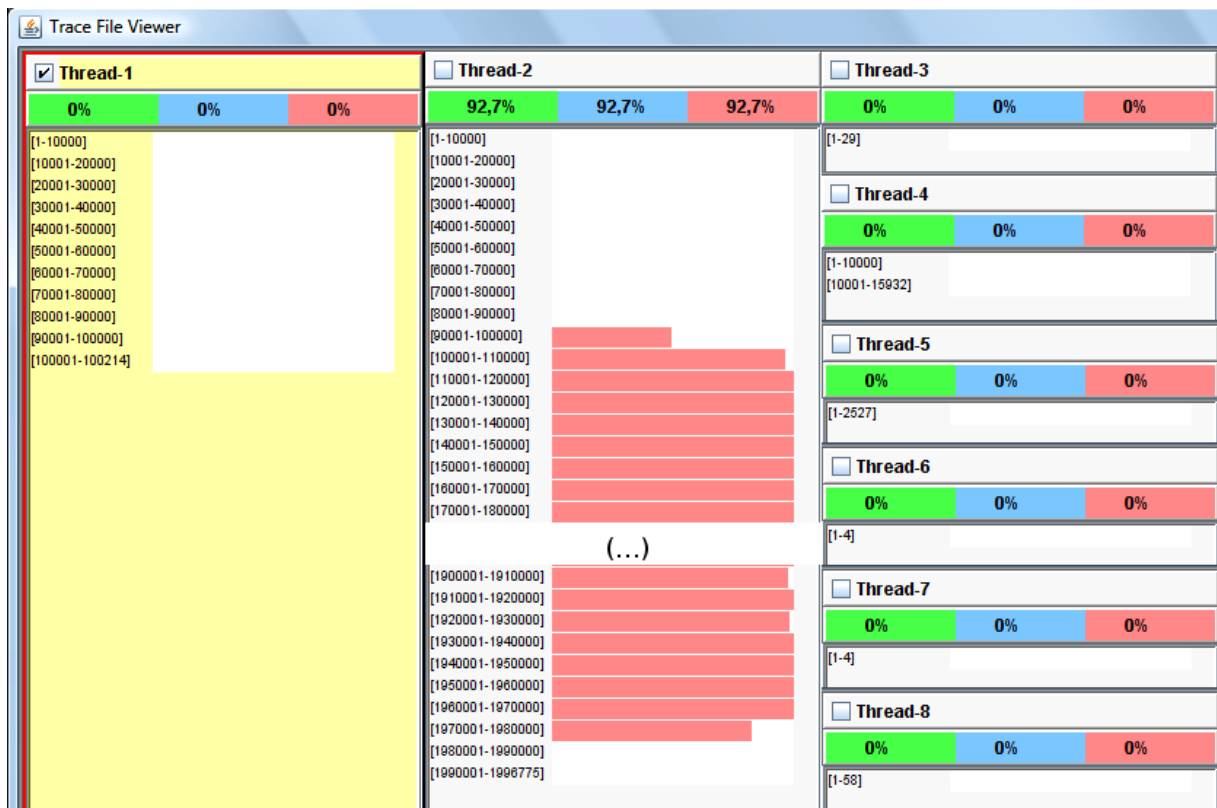 Trace File Viewer
Thread-1
0% 0% 0%
[1-10000]
[10001-20000]
[20001-30000]
[30001-40000]
[40001-50000]
[50001-60000]
[60001-70000]
[70001-80000]
[80001-90000]
[90001-100000]
[100001-100214]
Thread-2
92,7% 92,7% 92,7%
[1-10000]
[10001-20000]
[20001-30000]
[30001-40000]
[40001-50000]
[50001-60000]
[60001-70000]
[70001-80000]
[80001-90000]
[90001-100000]
[100001-110000]
[110001-120000]
[120001-130000]
[130001-140000]
[140001-150000]
[150001-160000]
[160001-170000]
[170001-180000]
(...)
[1900001-1910000]
[1910001-1920000]
[1920001-1930000]
[1930001-1940000]
[1940001-1950000]
[1950001-1960000]
[1960001-1970000]
[1970001-1980000]
[1980001-1990000]
[1990001-1996775]
Thread-3
0% 0% 0%
[1-29]
Thread-4
0% 0% 0%
[1-10000]
[10001-15932]
Thread-5
0% 0% 0%
[1-2527]
Thread-6
0% 0% 0%
[1-4]
Thread-7
0% 0% 0%
[1-4]
Thread-8
0% 0% 0%
[1-58]